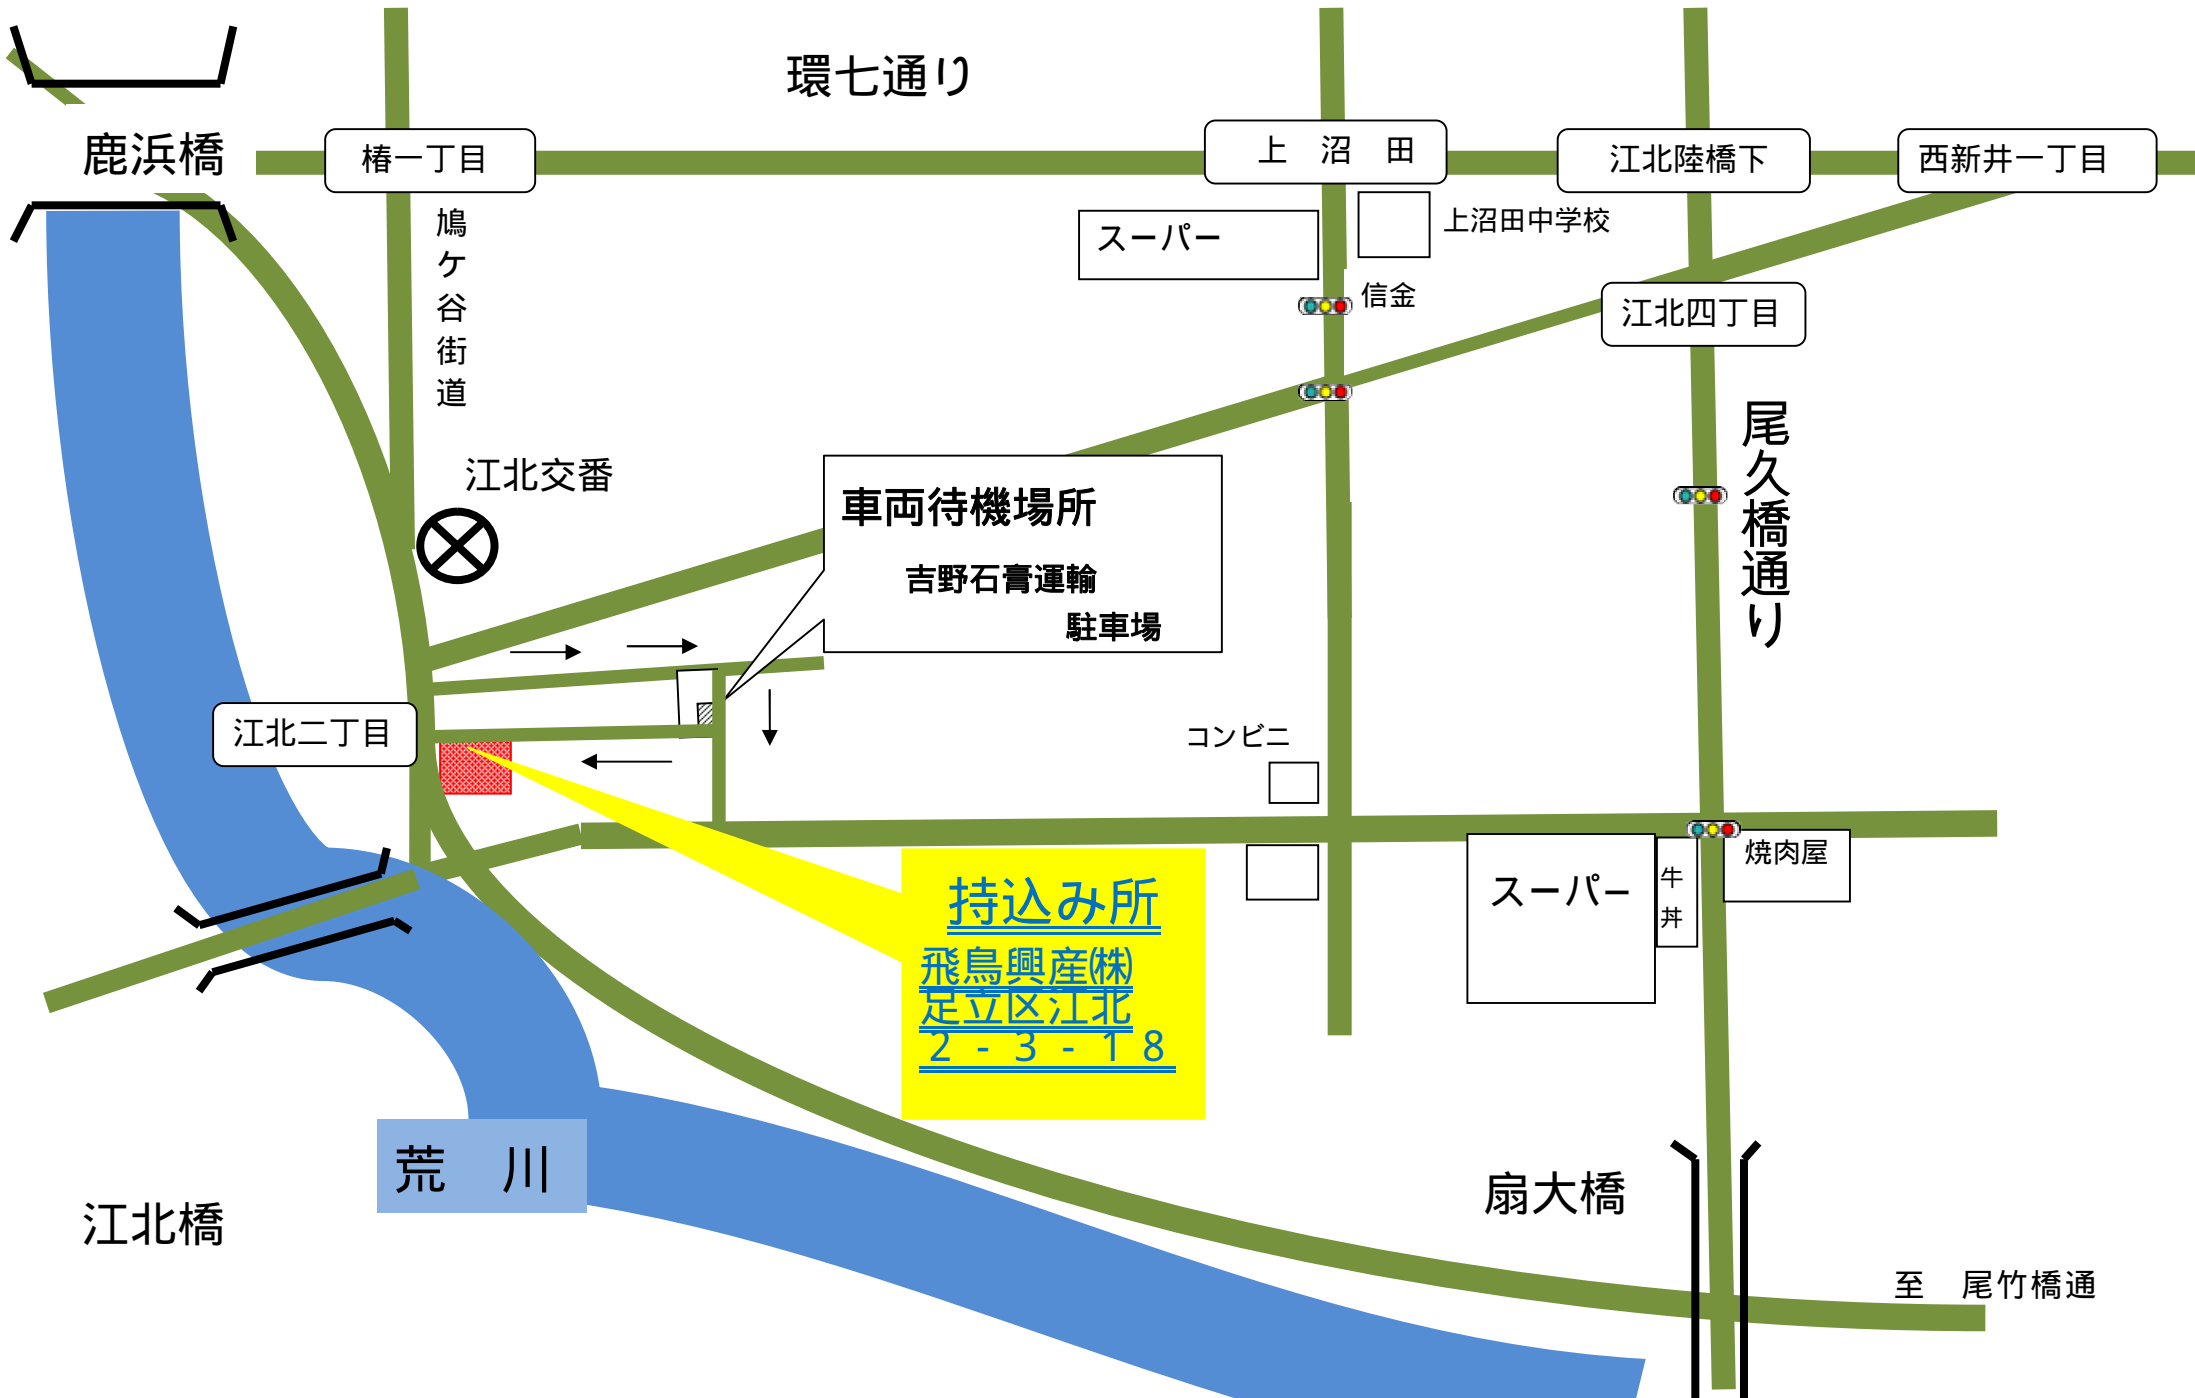 環七通り
鹿浜橋
椿一丁目
上　沼　田
江北陸橋下
西新井一丁目
鳩ケ谷街道
スーパー
上沼田中学校
信金
江北四丁目
尾久橋通り
江北交番
車両待機場所
吉野石膏運輸
駐車場
江北二丁目
コンビニ
持込み所
飛鳥興産㈱
足立区江北
２-３-１８
スーパー
牛丼
焼肉屋
荒　川
江北橋
扇大橋
至　尾竹橋通